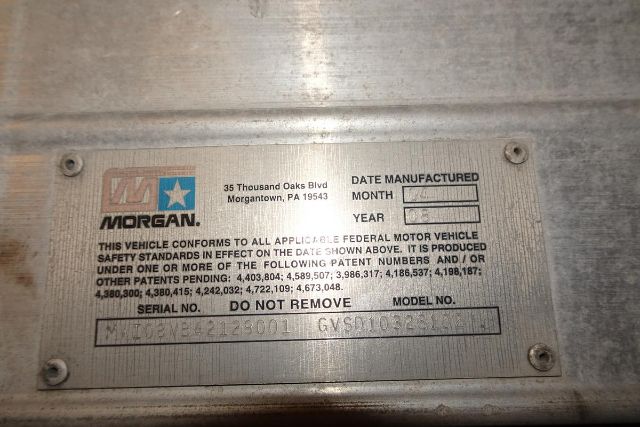 MORGAN.
35 Thousand Oaks Blvd
Morgantown, PA 19543
DATE MANUFACTURED
MONTH
YEAR 08
THIS VEHICLE CONFORMS TO ALL APPLICABLE FEDERAL MOTOR VEHICLE
SAFETY STANDARDS IN EFFECT ON THE DATE SHOWN ABOVE. IT IS PRODUCED
UNDER ONE OR MORE OF THE FOLLOWING PATENT NUMBERS AND / OR
OTHER PATENTS PENDING: 4,403,804; 4,589,507; 3,986,317; 4,186,537; 4,198,187;
4,380,300; 4,380,415; 4,242,032; 4,722,109; 4,673,048.
SERIAL NO. DO NOT REMOVE MODEL NO.